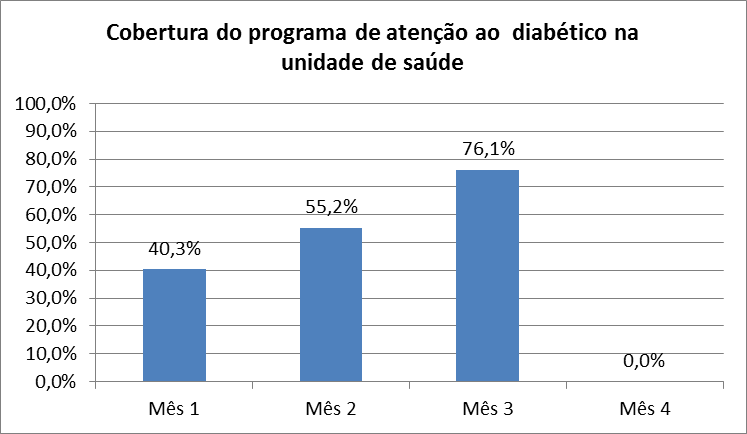 Cobertura do programa de atenção ao  diabético na
unidade de saúde
100,0%
90,0%
80,0%
70,0%
60,0%
50,0%
40,0%
30,0%
20,0%
10,0%
0,0%
40,3%
55,2%
76,1%
0,0%
Mês 1
Mês 2
Mês 3
Mês 4